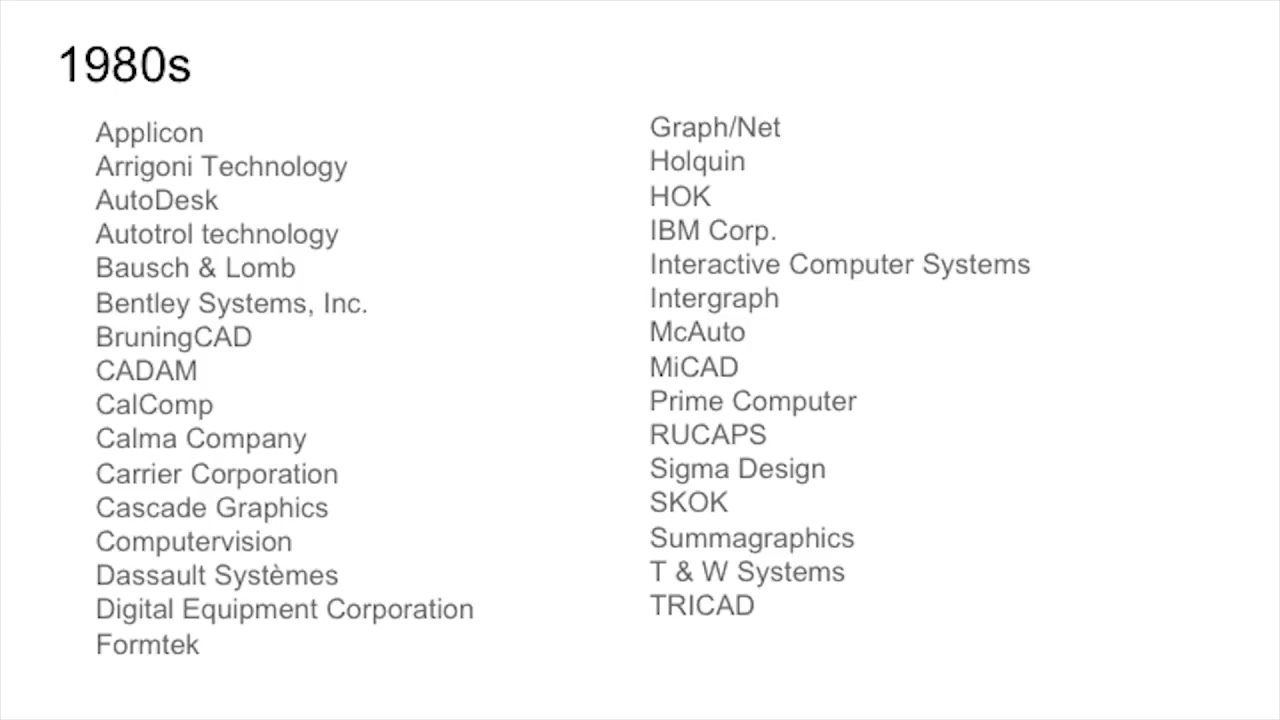 1980s
Applicon
Arrigoni Technology
AutoDesk
Autotrol technology
Bausch & Lomb
Bentley Systems, Inc.
BruningCAD
CADAM
CalComp
Calma Company
Carrier Corporation
Cascade Graphics
Computervision
Dassault Systèmes
Digital Equipment Corporation
Formtek
Graph/Net
Holquin
HOK
IBM Corp.
Interactive Computer Systems
Intergraph
McAuto
MiCAD
Prime Computer
RUCAPS
Sigma Design
SKOK
Summagraphics
T & W Systems
TRICAD